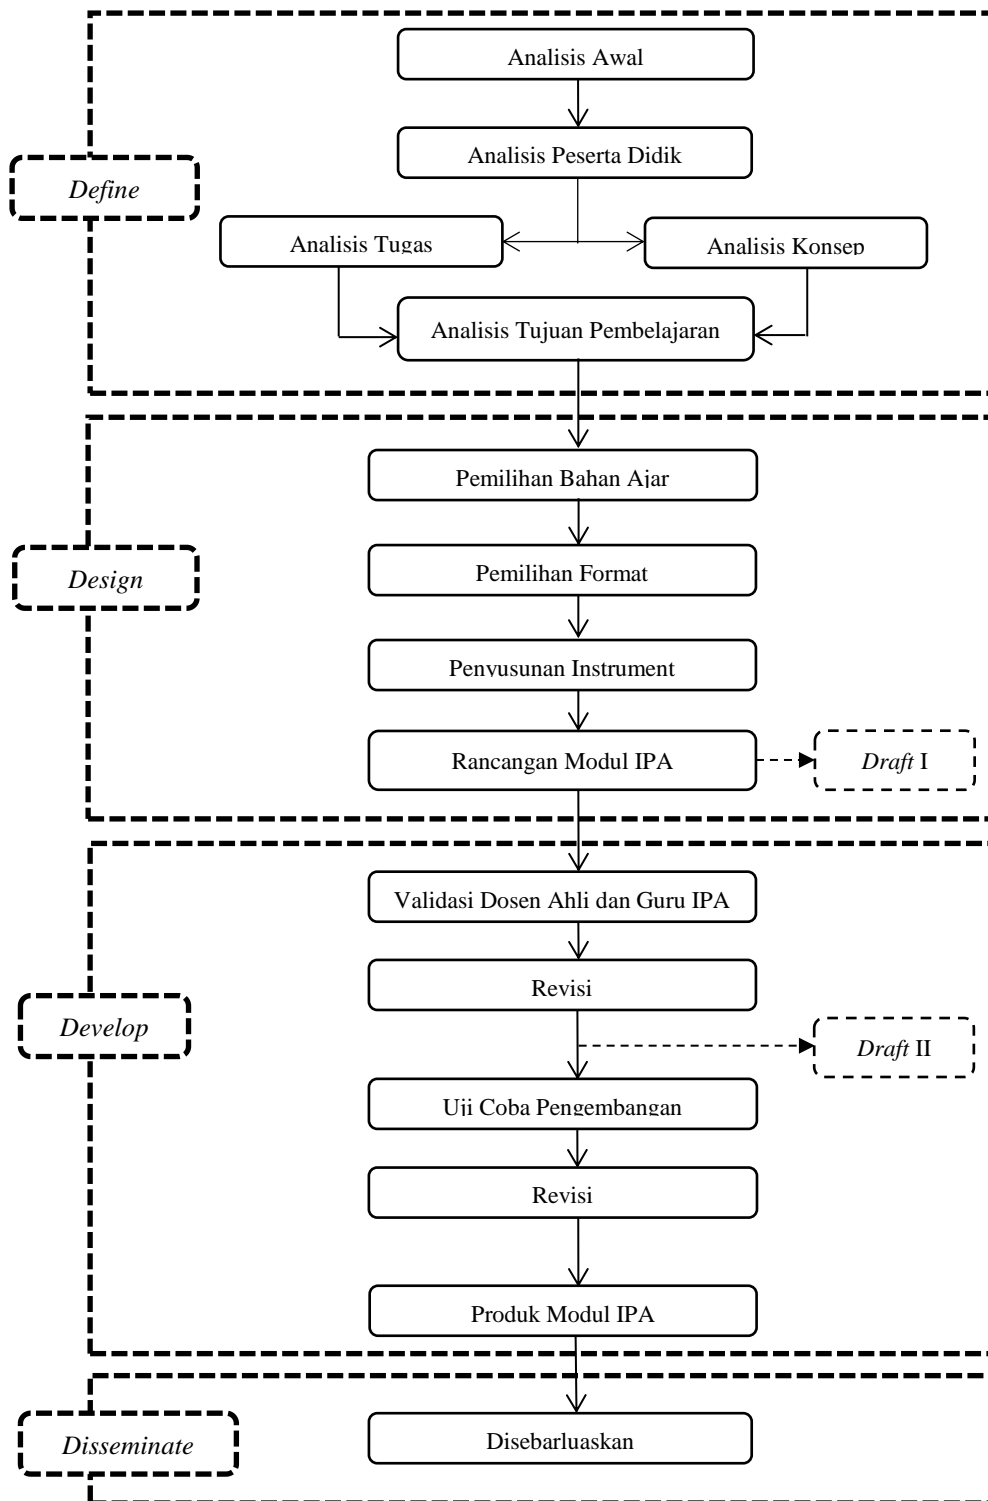 Analisis Awal
Analisis Peserta Didik
Define
Analisis Tugas
Analisis Konsep
Analisis Tujuan Pembelajaran
Pemilihan Bahan Ajar
Design
Pemilihan Format
Penyusunan Instrument
Rancangan Modul IPA
Draft I
Validasi Dosen Ahli dan Guru IPA
Revisi
Develop
Draft II
Uji Coba Pengembangan
Revisi
Produk Modul IPA
Disebarluaskan
Disseminate